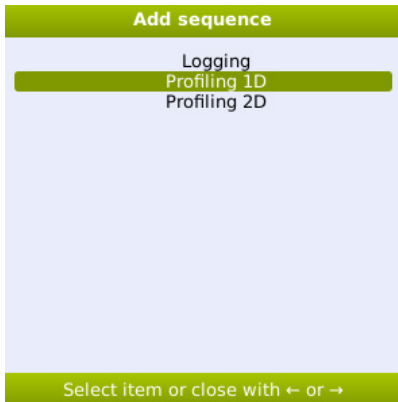 Add sequence
Logging
Profiling 1D
Profiling 2D
Select item or close with ← or →